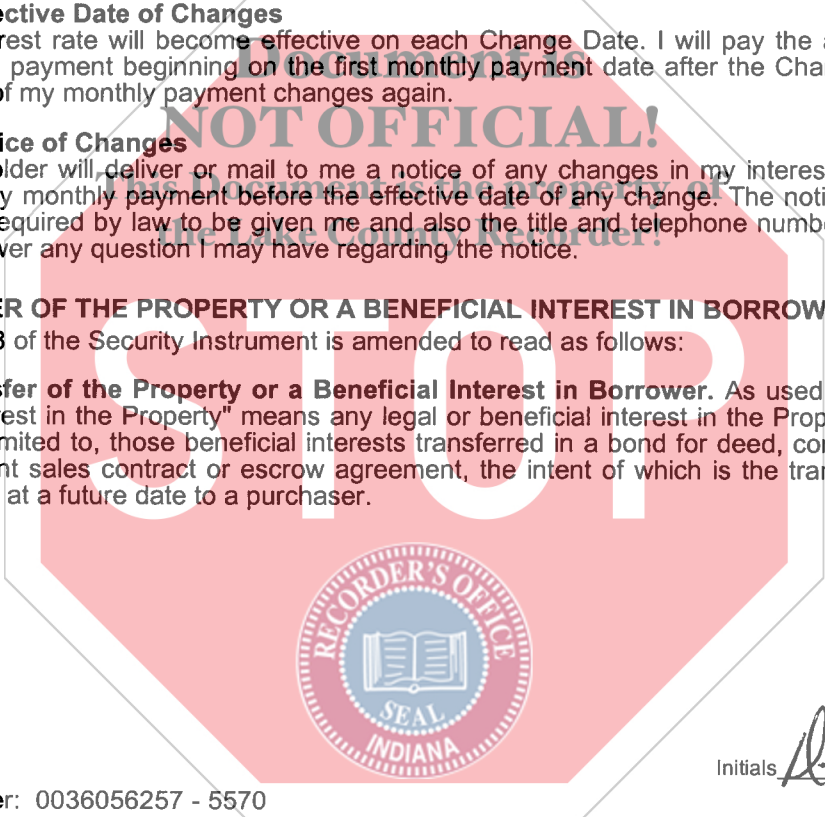 ective Date of Changes
rest rate will become effective on each Change Date. I will pay the a
payment beginning on the first monthly payment date after the Cha
f my monthly payment changes again.
Document is
NOT OFFICIAL!
This Document is the property of
the Lake County Recorder!
ice of Changes
older will deliver or mail to me a notice of any changes in my interes
y monthly payment before the effective date of any change. The noti
equired by law to be given me and also the title and telephone numbe
ver any question I may have regarding the notice.
ER OF THE PROPERTY OR A BENEFICIAL INTEREST IN BORROW
of the Security Instrument is amended to read as follows:
sfer of the Property or a Beneficial Interest in Borrower. As used
est in the Property" means any legal or beneficial interest in the Prop
mited to, those beneficial interests transferred in a bond for deed, co
nt sales contract or escrow agreement, the intent of which is the tra
at a future date to a purchaser.
STOP
RECORDER'S OFFICE
SEAL
INDIANA
Initials
er: 0036056257 - 5570